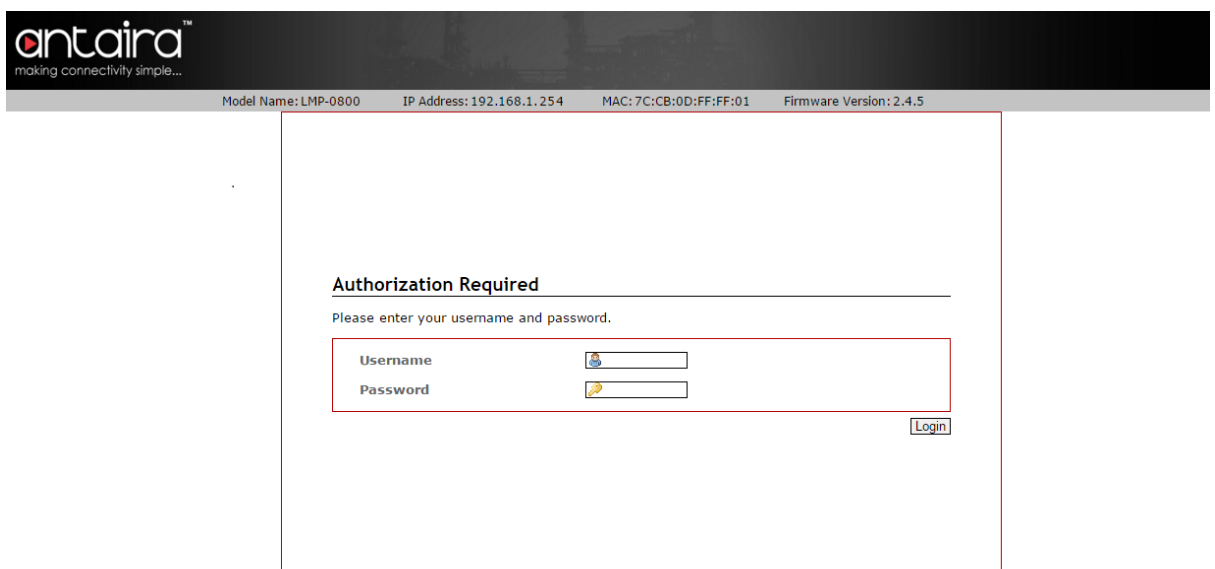 antaira™
making connectivity simple...
Model Name: LMP-0800 IP Address: 192.168.1.254 MAC: 7C:CB:0D:FF:FF:01 Firmware Version: 2.4.5
Authorization Required
Please enter your username and password.
Username
Password
Login